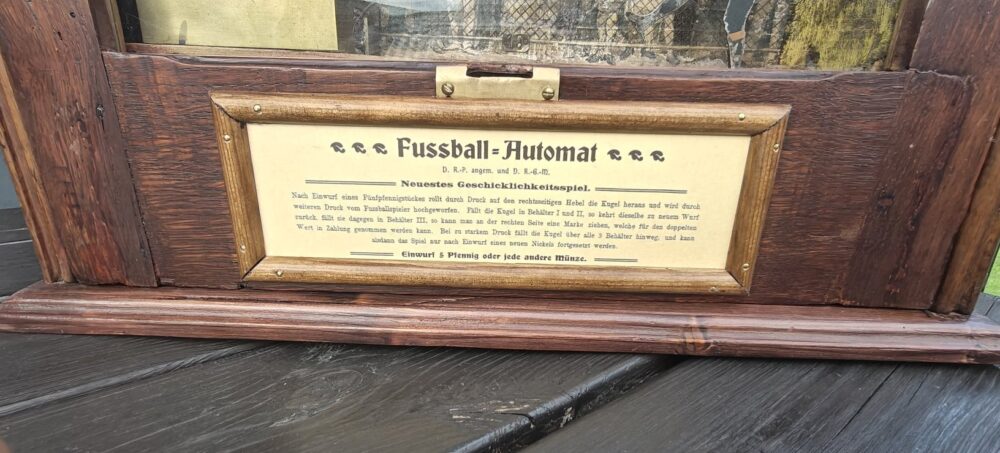 Fussball=Automat
D. R.-P. angem. und D. R.-G.-M.
Neuestes Geschicklichkeitsspiel.
Nach Einwurf eines Fünfpfennigstückes rollt durch Druck auf den rechtsseitigen Hebel die Kugel heraus und wird durch
weiteren Druck vom Fussballspieler hochgeworfen. Fällt die Kugel in Behälter I und II, so kehrt dieselbe zu neuem Wurf
zurück, fällt sie dagegen in Behälter III, so kann man an der rechten Seite eine Marke ziehen, welche für den doppelten
Wert in Zahlung genommen werden kann. Bei zu starkem Druck fällt die Kugel über alle 3 Behälter hinweg, und kann
alsdann das Spiel nur nach Einwurf eines neuen Nickels fortgesetzt werden.
Einwurf 5 Pfennig oder jede andere Münze.